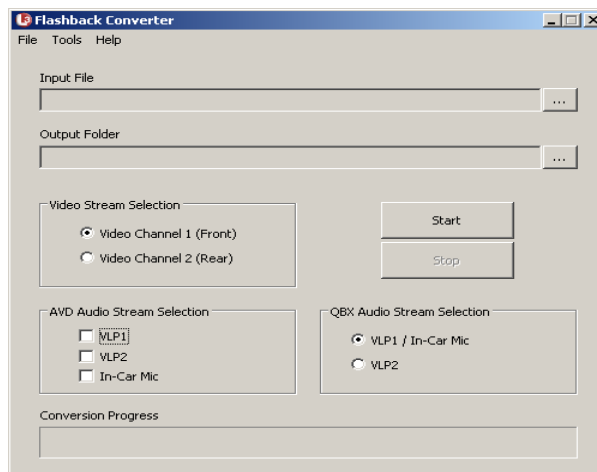 Flashback Converter
File Tools Help
Input File
...
Output Folder
...
Video Stream Selection
Video Channel 1 (Front)
Video Channel 2 (Rear)
Start
Stop
AVD Audio Stream Selection
VLP1
VLP2
In-Car Mic
QBX Audio Stream Selection
VLP1 / In-Car Mic
VLP2
Conversion Progress